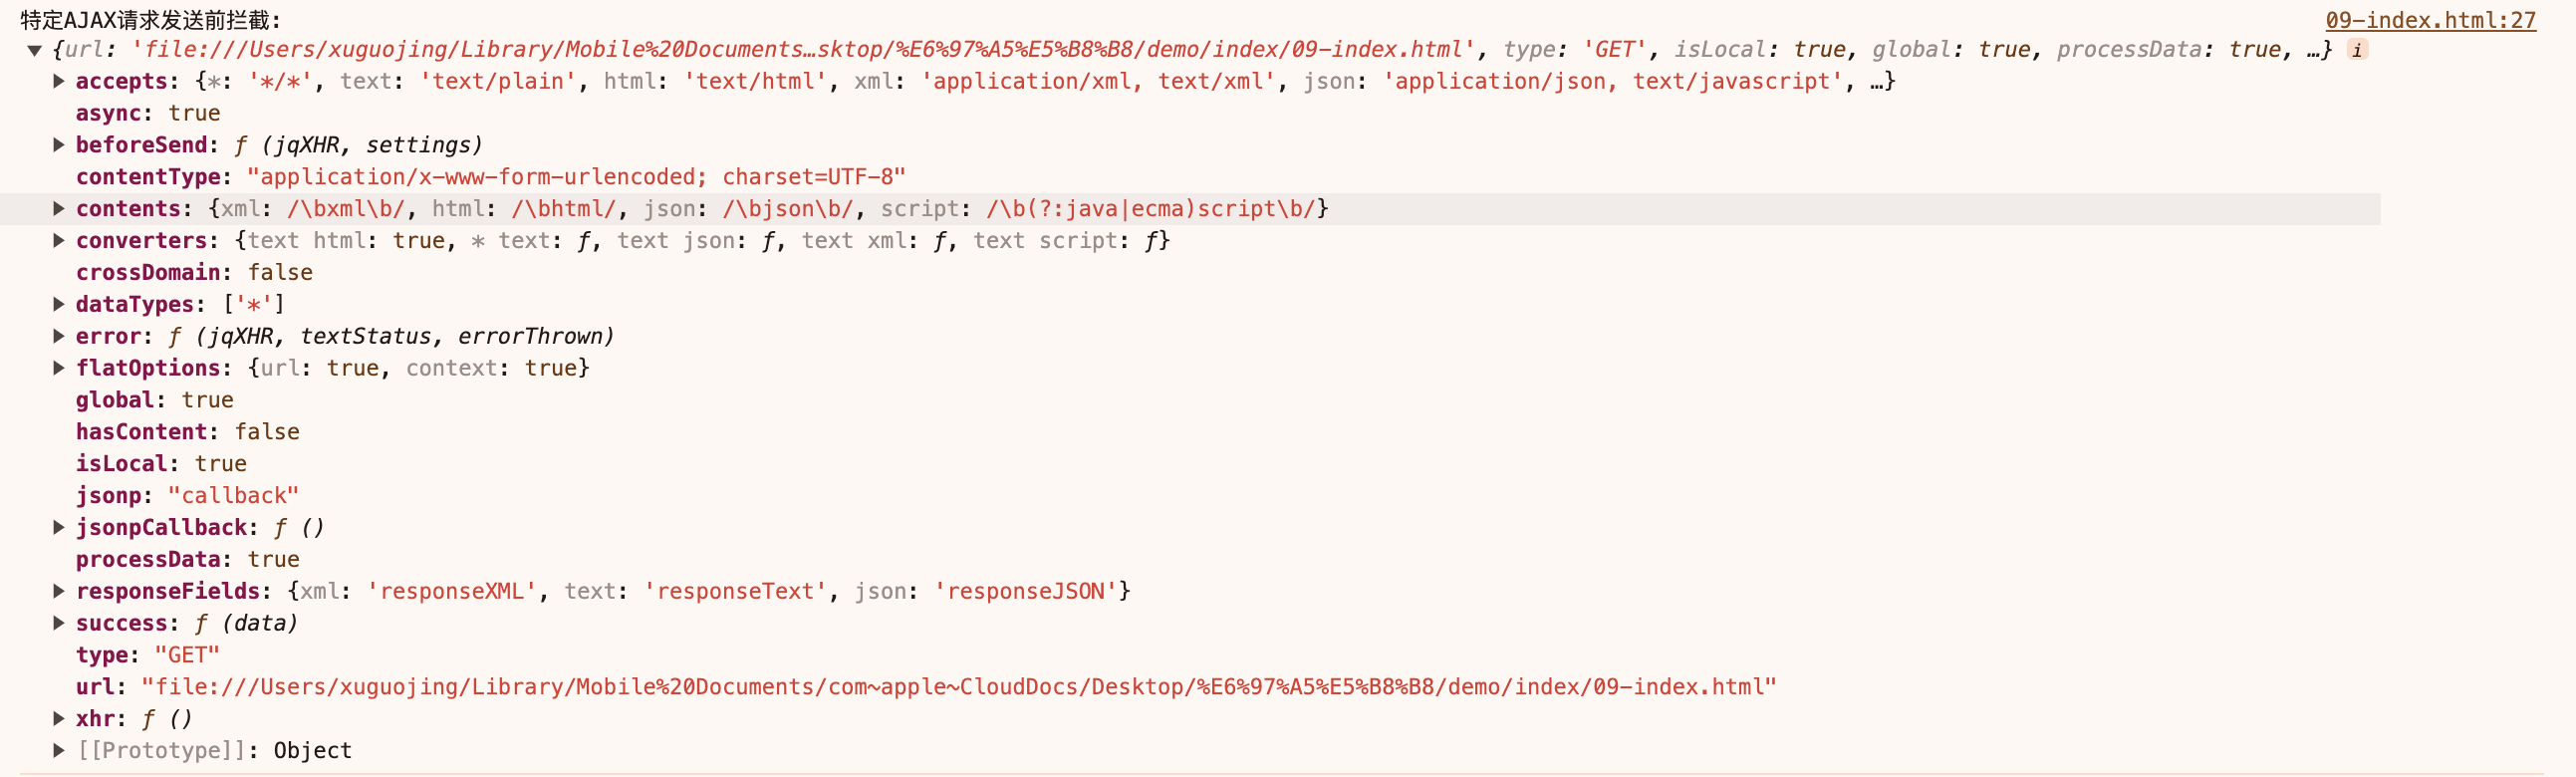 特定AJAX请求发送前拦截: 09-index.html:27
▼ {url: 'file:///Users/xuguojing/Library/Mobile%20Documents…sktop/%E6%97%A5%E5%B8%B8/demo/index/09-index.html', type: 'GET', isLocal: true, global: true, processData: true, …} i
▶ accepts: {*: '*/*', text: 'text/plain', html: 'text/html', xml: 'application/xml, text/xml', json: 'application/json, text/javascript', …}
async: true
▶ beforeSend: ƒ (jqXHR, settings)
contentType: "application/x-www-form-urlencoded; charset=UTF-8"
▶ contents: {xml: /\bxml\b/, html: /\bhtml/, json: /\bjson\b/, script: /\b(?:java|ecma)script\b/}
▶ converters: {text html: true, * text: ƒ, text json: ƒ, text xml: ƒ, text script: ƒ}
crossDomain: false
▶ dataTypes: ['*']
▶ error: ƒ (jqXHR, textStatus, errorThrown)
▶ flatOptions: {url: true, context: true}
global: true
hasContent: false
isLocal: true
jsonp: "callback"
▶ jsonpCallback: ƒ ()
processData: true
▶ responseFields: {xml: 'responseXML', text: 'responseText', json: 'responseJSON'}
▶ success: ƒ (data)
type: "GET"
url: "file:///Users/xuguojing/Library/Mobile%20Documents/com~apple~CloudDocs/Desktop/%E6%97%A5%E5%B8%B8/demo/index/09-index.html"
▶ xhr: ƒ ()
▶ [[Prototype]]: Object